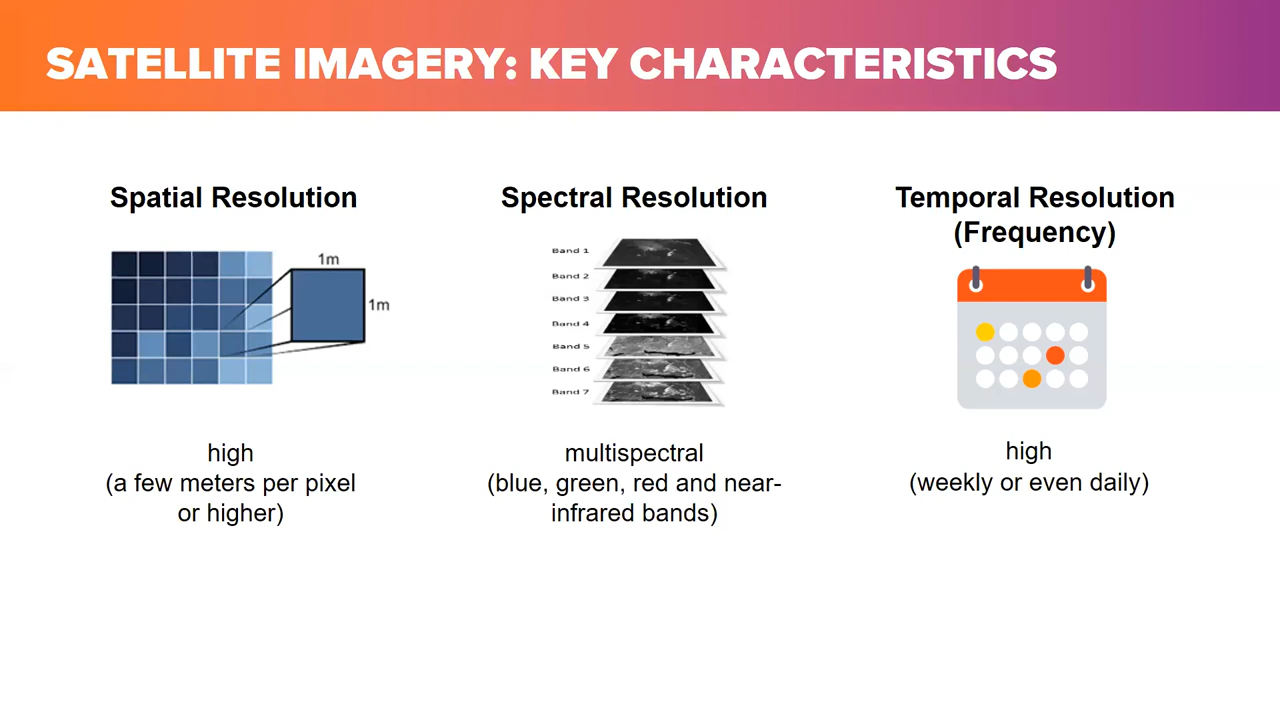 SATELLITE IMAGERY: KEY CHARACTERISTICS
Spatial Resolution
1m
1m
high
(a few meters per pixel
or higher)
Spectral Resolution
Band 1
Band 2
Band 3
Band 4
Band 5
Band 6
Band 7
multispectral
(blue, green, red and near-
infrared bands)
Temporal Resolution
(Frequency)
high
(weekly or even daily)